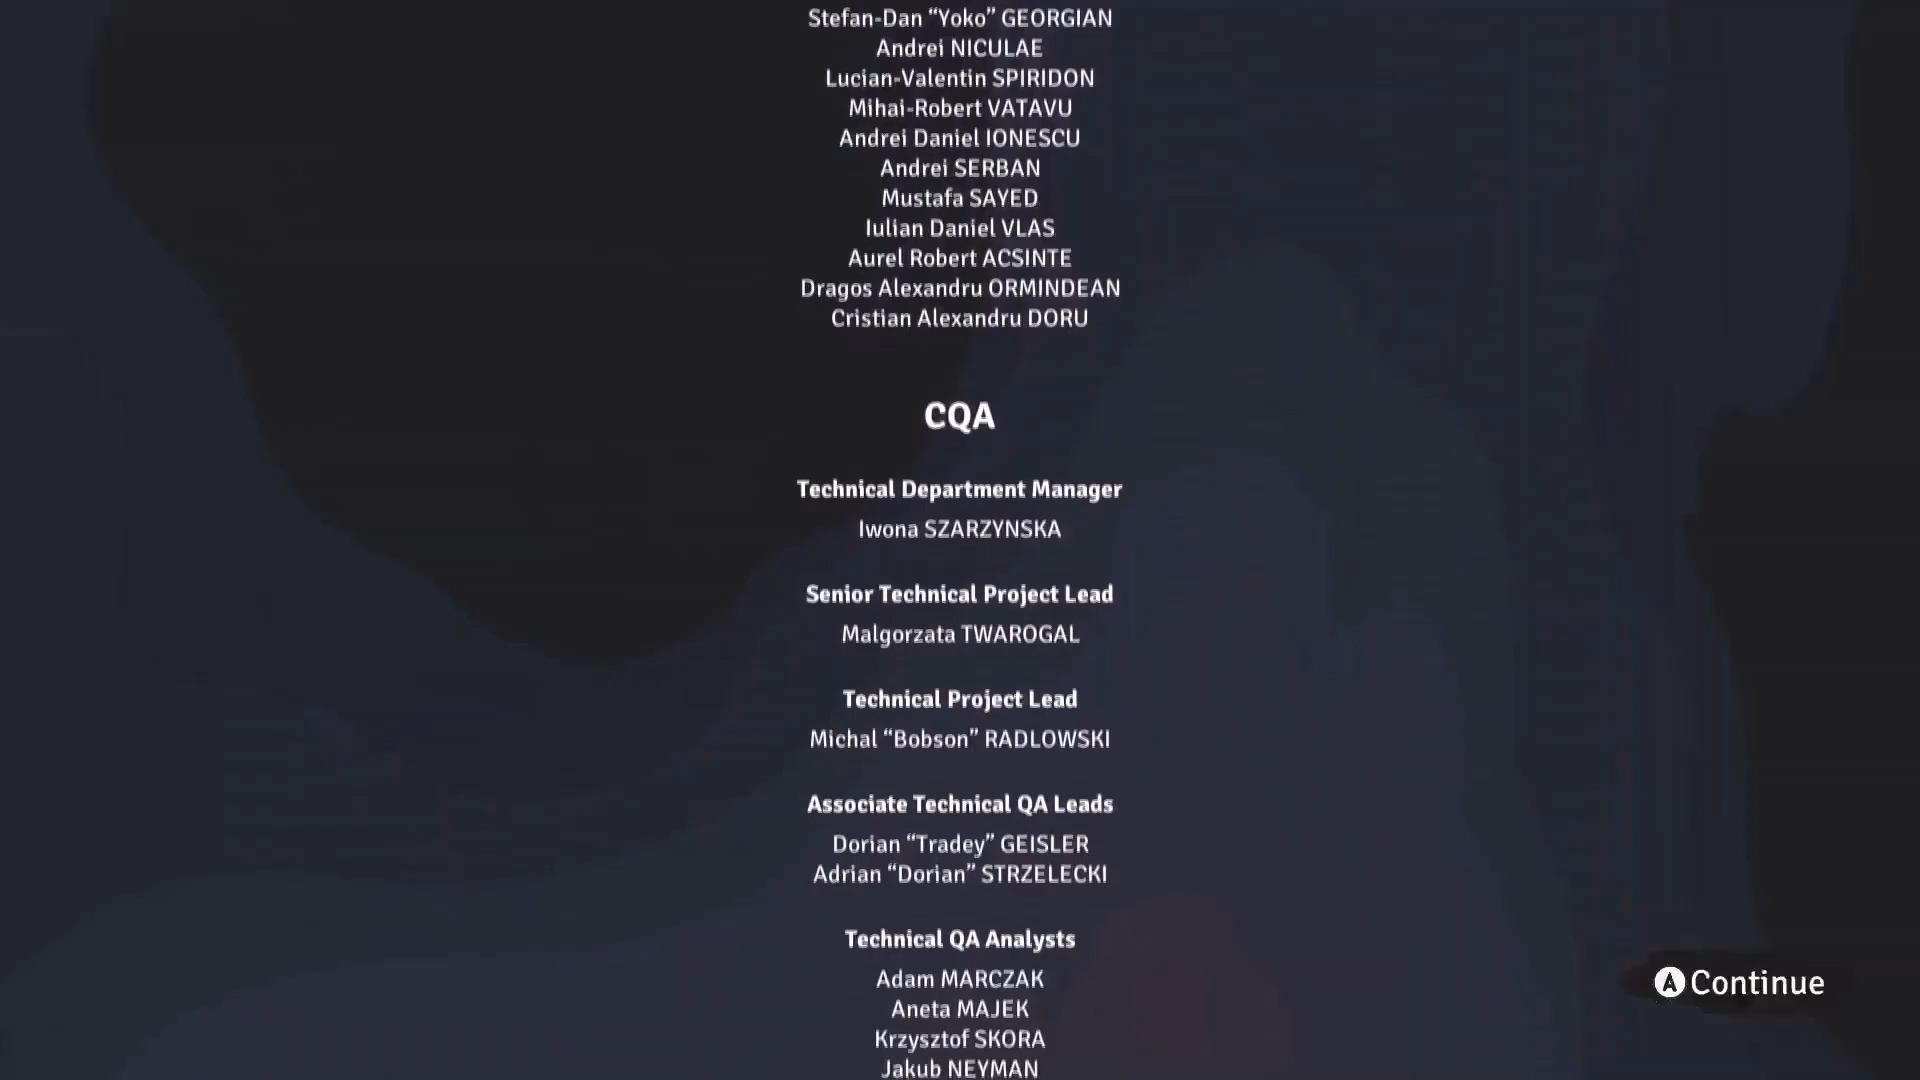 Stefan-Dan “Yoko” GEORGIAN
Andrei NICULAE
Lucian-Valentin SPIRIDON
Mihai-Robert VATAVU
Andrei Daniel IONESCU
Andrei SERBAN
Mustafa SAYED
Iulian Daniel VLAS
Aurel Robert ACSINTE
Dragos Alexandru ORMINDEAN
Cristian Alexandru DORU
CQA
Technical Department Manager
Iwona SZARZYNSKA
Senior Technical Project Lead
Malgorzata TWAROGAL
Technical Project Lead
Michal “Bobson” RADLOWSKI
Associate Technical QA Leads
Dorian “Tradey” GEISLER
Adrian “Dorian” STRZELECKI
Technical QA Analysts
Adam MARCZAK
Aneta MAJEK
Krzysztof SKORA
Jakub NEYMAN
A Continue